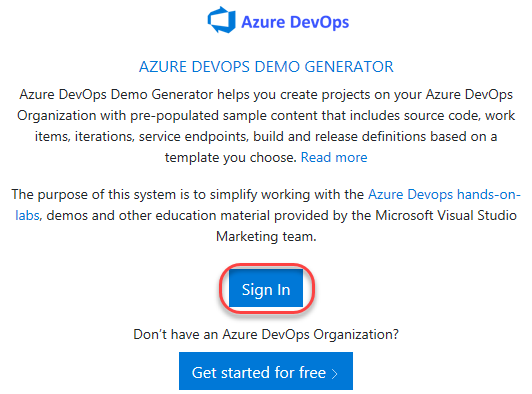 Azure DevOps
AZURE DEVOPS DEMO GENERATOR
Azure DevOps Demo Generator helps you create projects on your Azure DevOps
Organization with pre-populated sample content that includes source code, work
items, iterations, service endpoints, build and release definitions based on a
template you choose. Read more
The purpose of this system is to simplify working with the Azure Devops hands-on-
labs, demos and other education material provided by the Microsoft Visual Studio
Marketing team.
Sign In
Don't have an Azure DevOps Organization?
Get started for free >